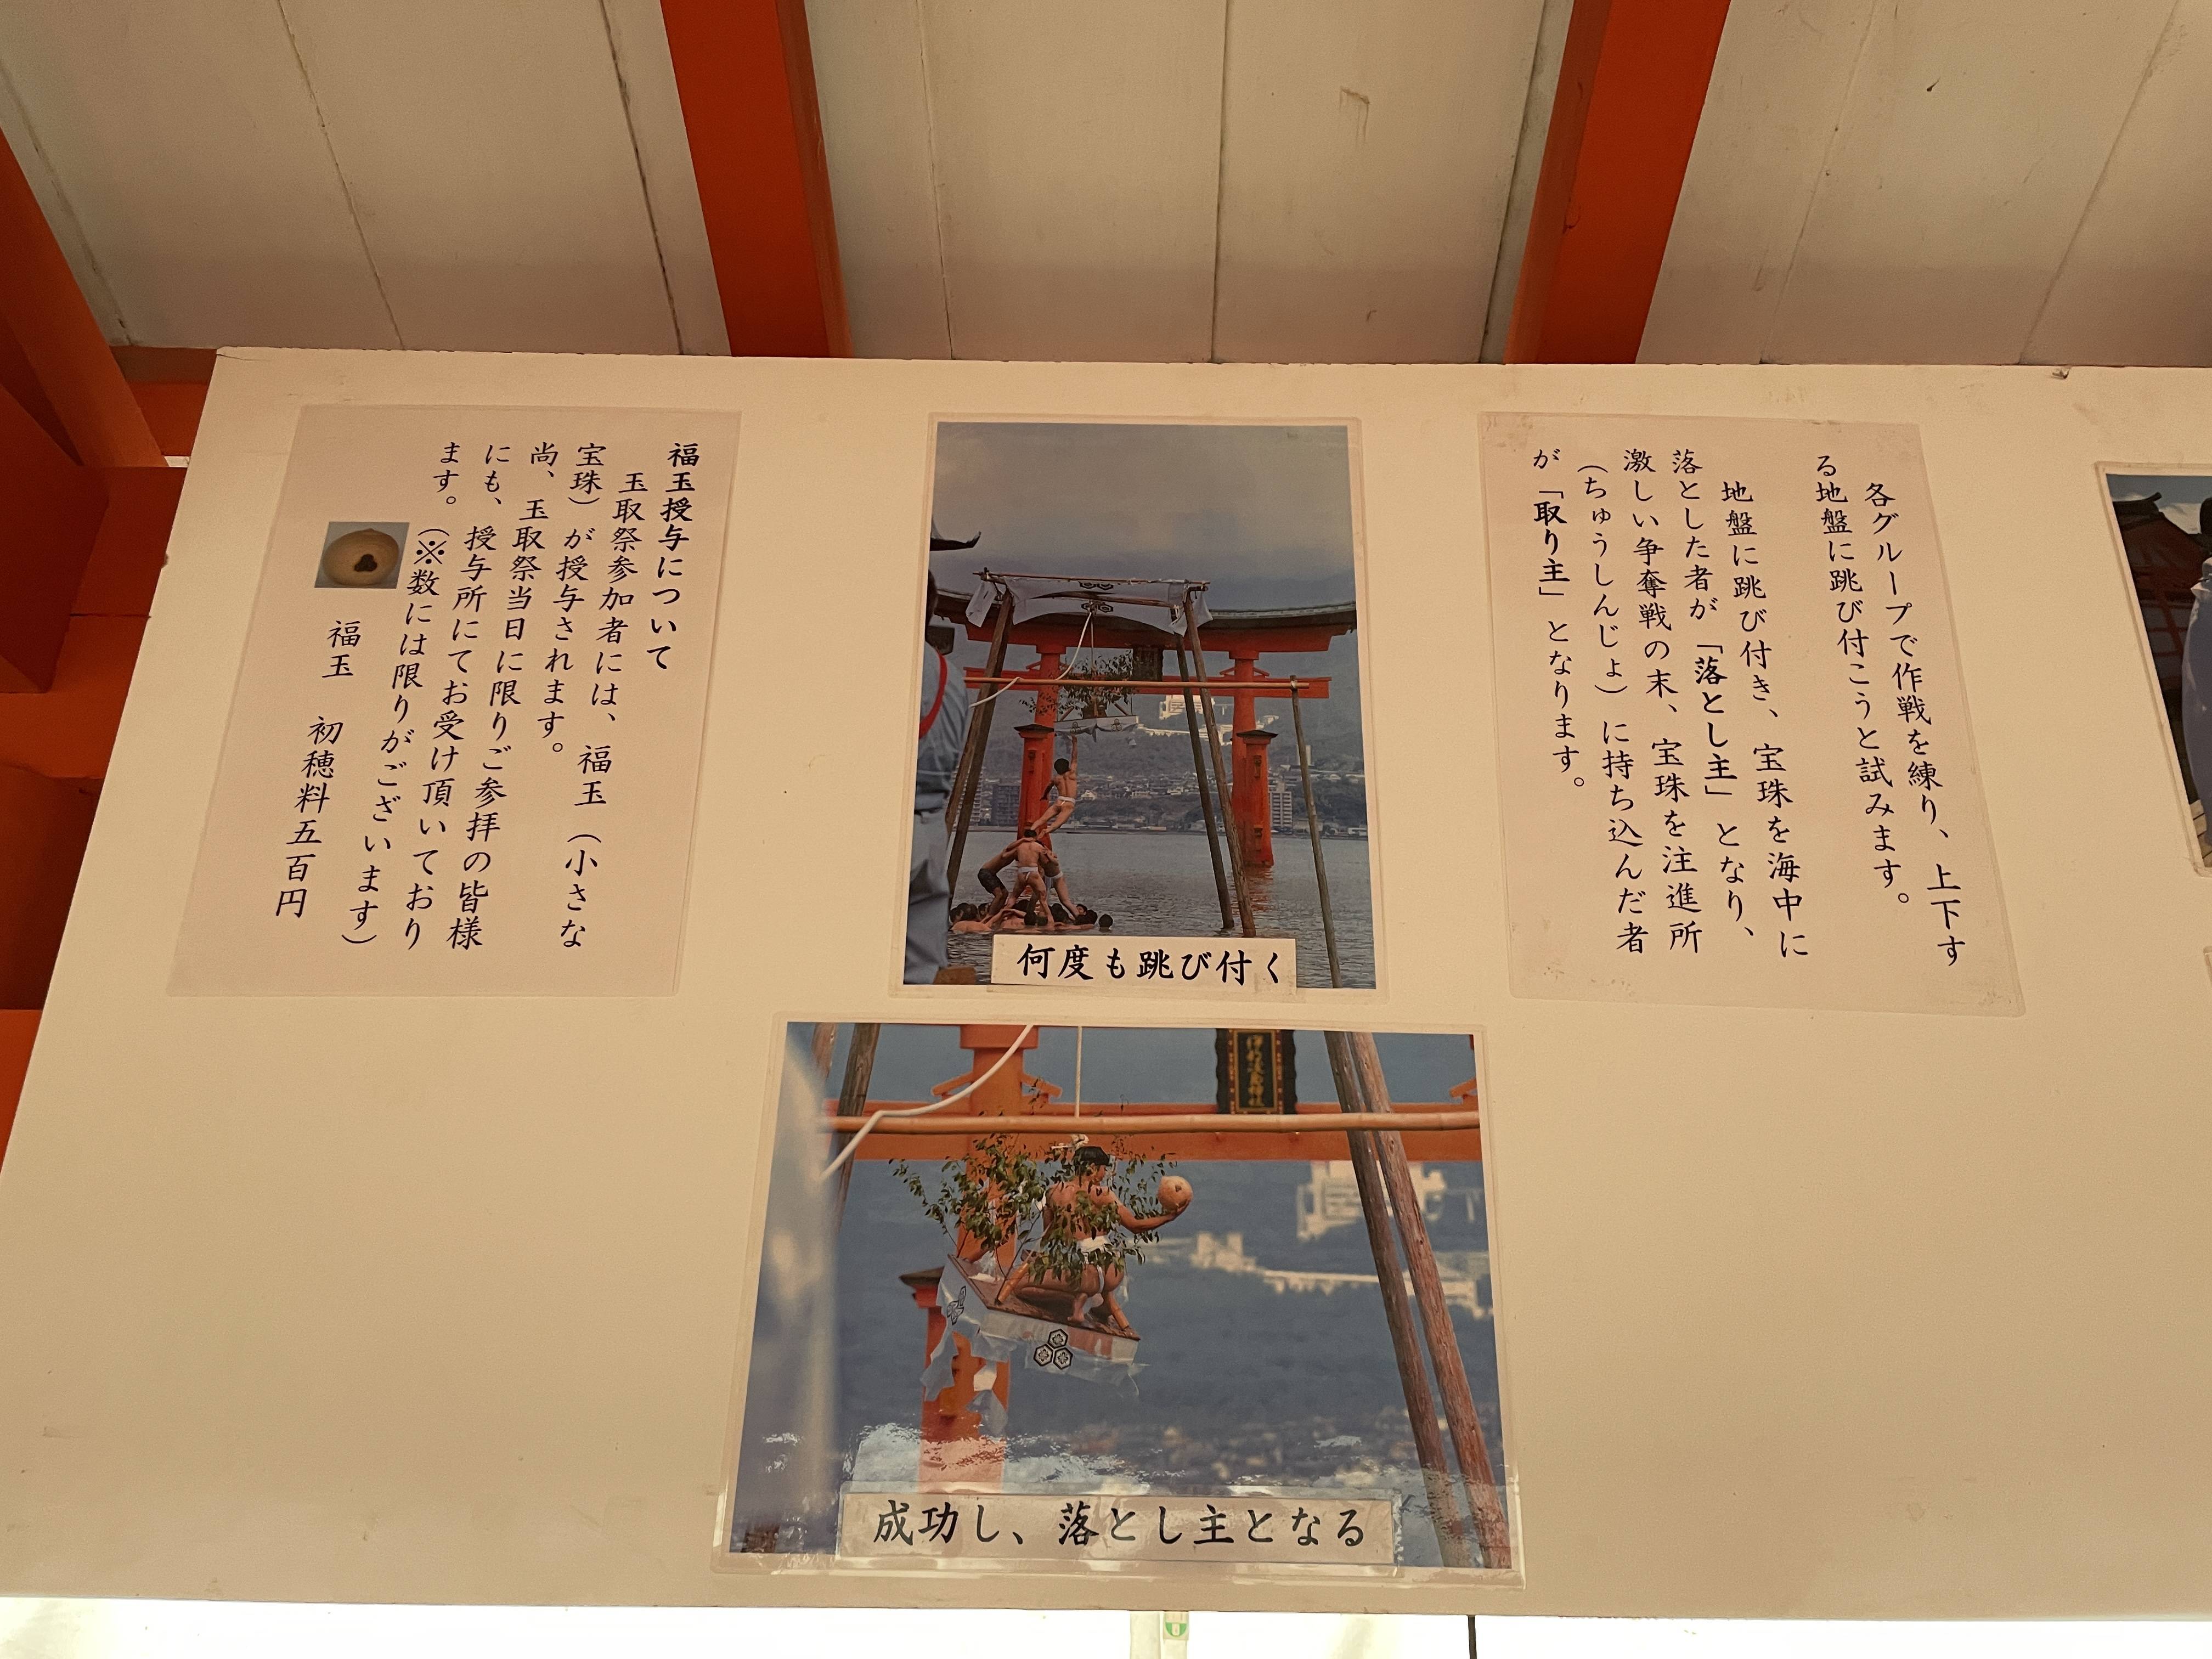 各グループで作戦を練り、上下す
る地盤に跳び付こうと試みます。
地盤に跳び付き、宝珠を海中に
落とした者が「落とし主」となり、
激しい争奪戦の末、宝珠を注進所
（ちゅうしんじょ）に持ち込んだ者
が「取り主」となります。
何度も跳び付く
成功し、落とし主となる
福玉授与について
玉取祭参加者には、福玉（小さな
宝珠）が授与されます。
尚、玉取祭当日に限りご参拝の皆様
にも、授与所にてお受け頂いており
ます。（※数には限りがございます）
福玉　初穂料五百円